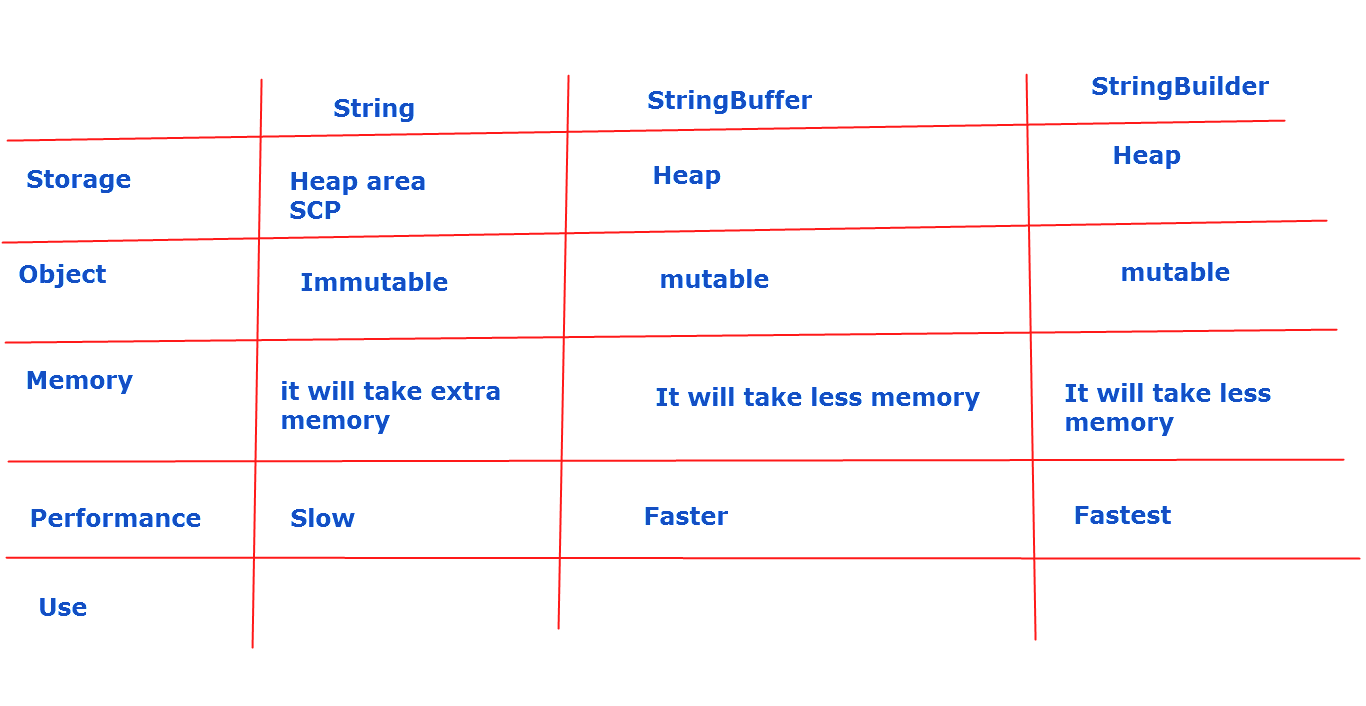 String StringBuffer StringBuilder
Storage Heap area Heap Heap
SCP
Object Immutable mutable mutable
Memory it will take extra It will take less memory It will take less
memory memory
Performance Slow Faster Fastest
Use